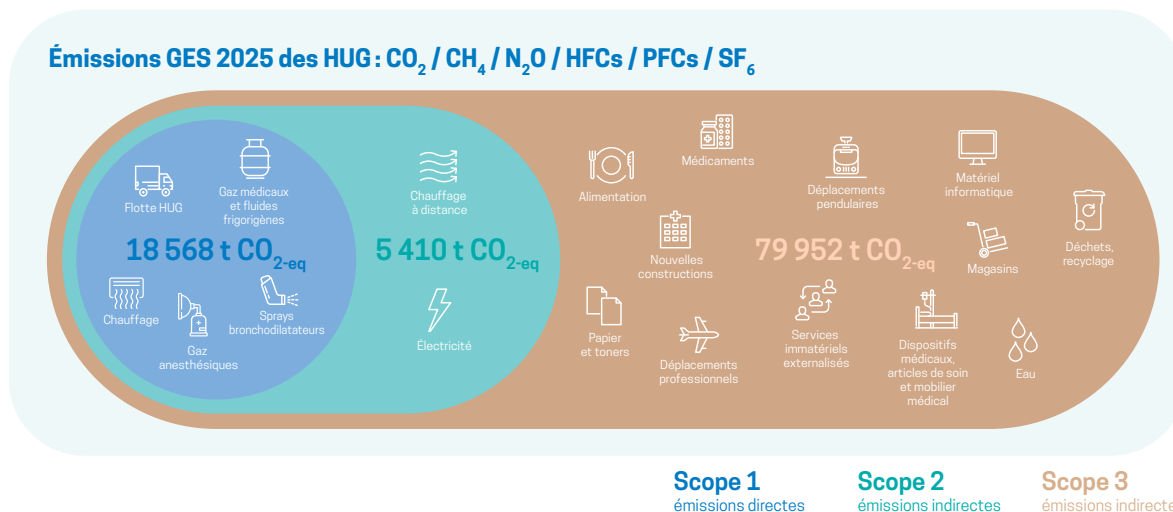 Émissions GES 2025 des HUG : CO2 / CH4 / N2O / HFCs / PFCs / SF6
Flotte HUG
Gaz médicaux
et fluides
frigorigènes
18 568 t CO2-eq
Chauffage
Gaz
anesthésiques
Sprays
bronchodilatateurs
Chauffage
à distance
5 410 t CO2-eq
Électricité
Alimentation
Médicaments
Déplacements
pendulaires
Matériel
informatique
Nouvelles
constructions
79 952 t CO2-eq
Magasins
Déchets,
recyclage
Papier
et toners
Déplacements
professionnels
Services
immatériels
externalisés
Dispositifs
médicaux,
articles de soin
et mobilier
médical
Eau
Scope 1
émissions directes
Scope 2
émissions indirectes
Scope 3
émissions indirecte